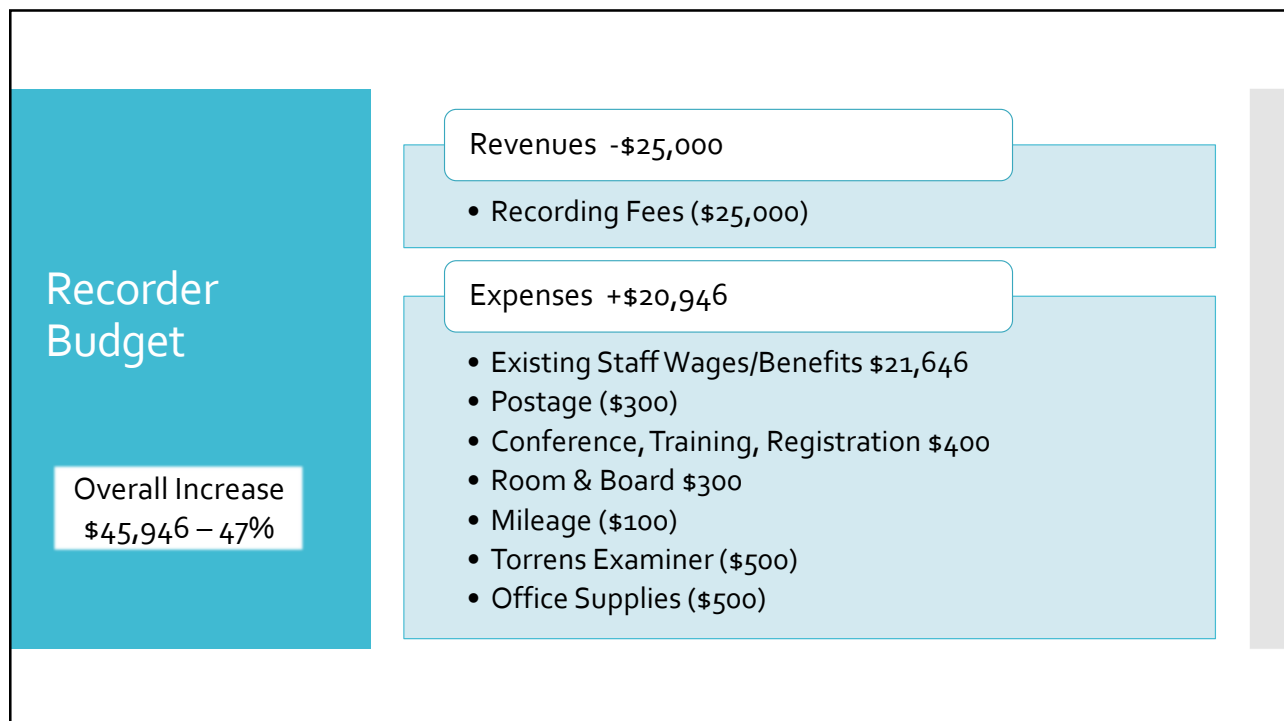 Recorder
Budget
Overall Increase
$45,946 – 47%
Revenues -$25,000
• Recording Fees ($25,000)
Expenses +$20,946
• Existing Staff Wages/Benefits $21,646
• Postage ($300)
• Conference, Training, Registration $400
• Room & Board $300
• Mileage ($100)
• Torrens Examiner ($500)
• Office Supplies ($500)